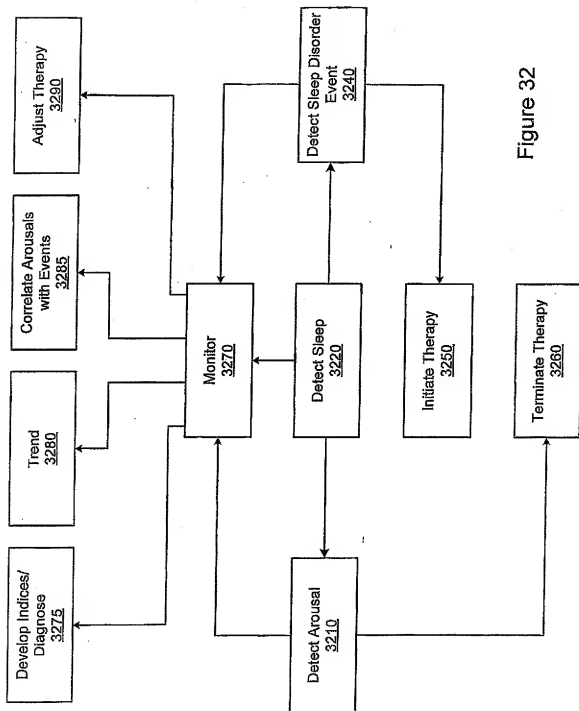 Develop Indices/
Diagnose
3275
Trend
3280
Correlate Arousals
with Events
3285
Adjust Therapy
3290
Monitor
3270
Detect Arousal
3210
Detect Sleep
3220
Detect Sleep Disorder
Event
3240
Initiate Therapy
3250
Terminate Therapy
3260
Figure 32